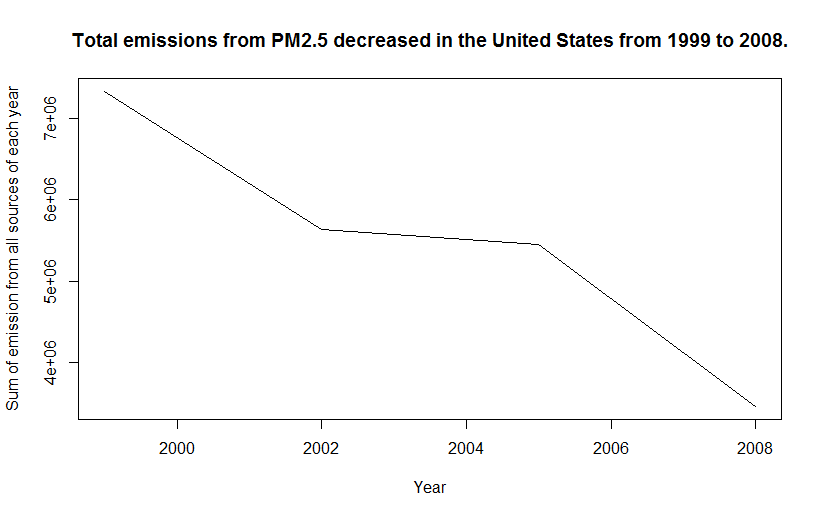 Total emissions from PM2.5 decreased in the United States from 1999 to 2008.
Sum of emission from all sources of each year
7e+06
6e+06
5e+06
4e+06
2000
2002
2004
2006
2008
Year